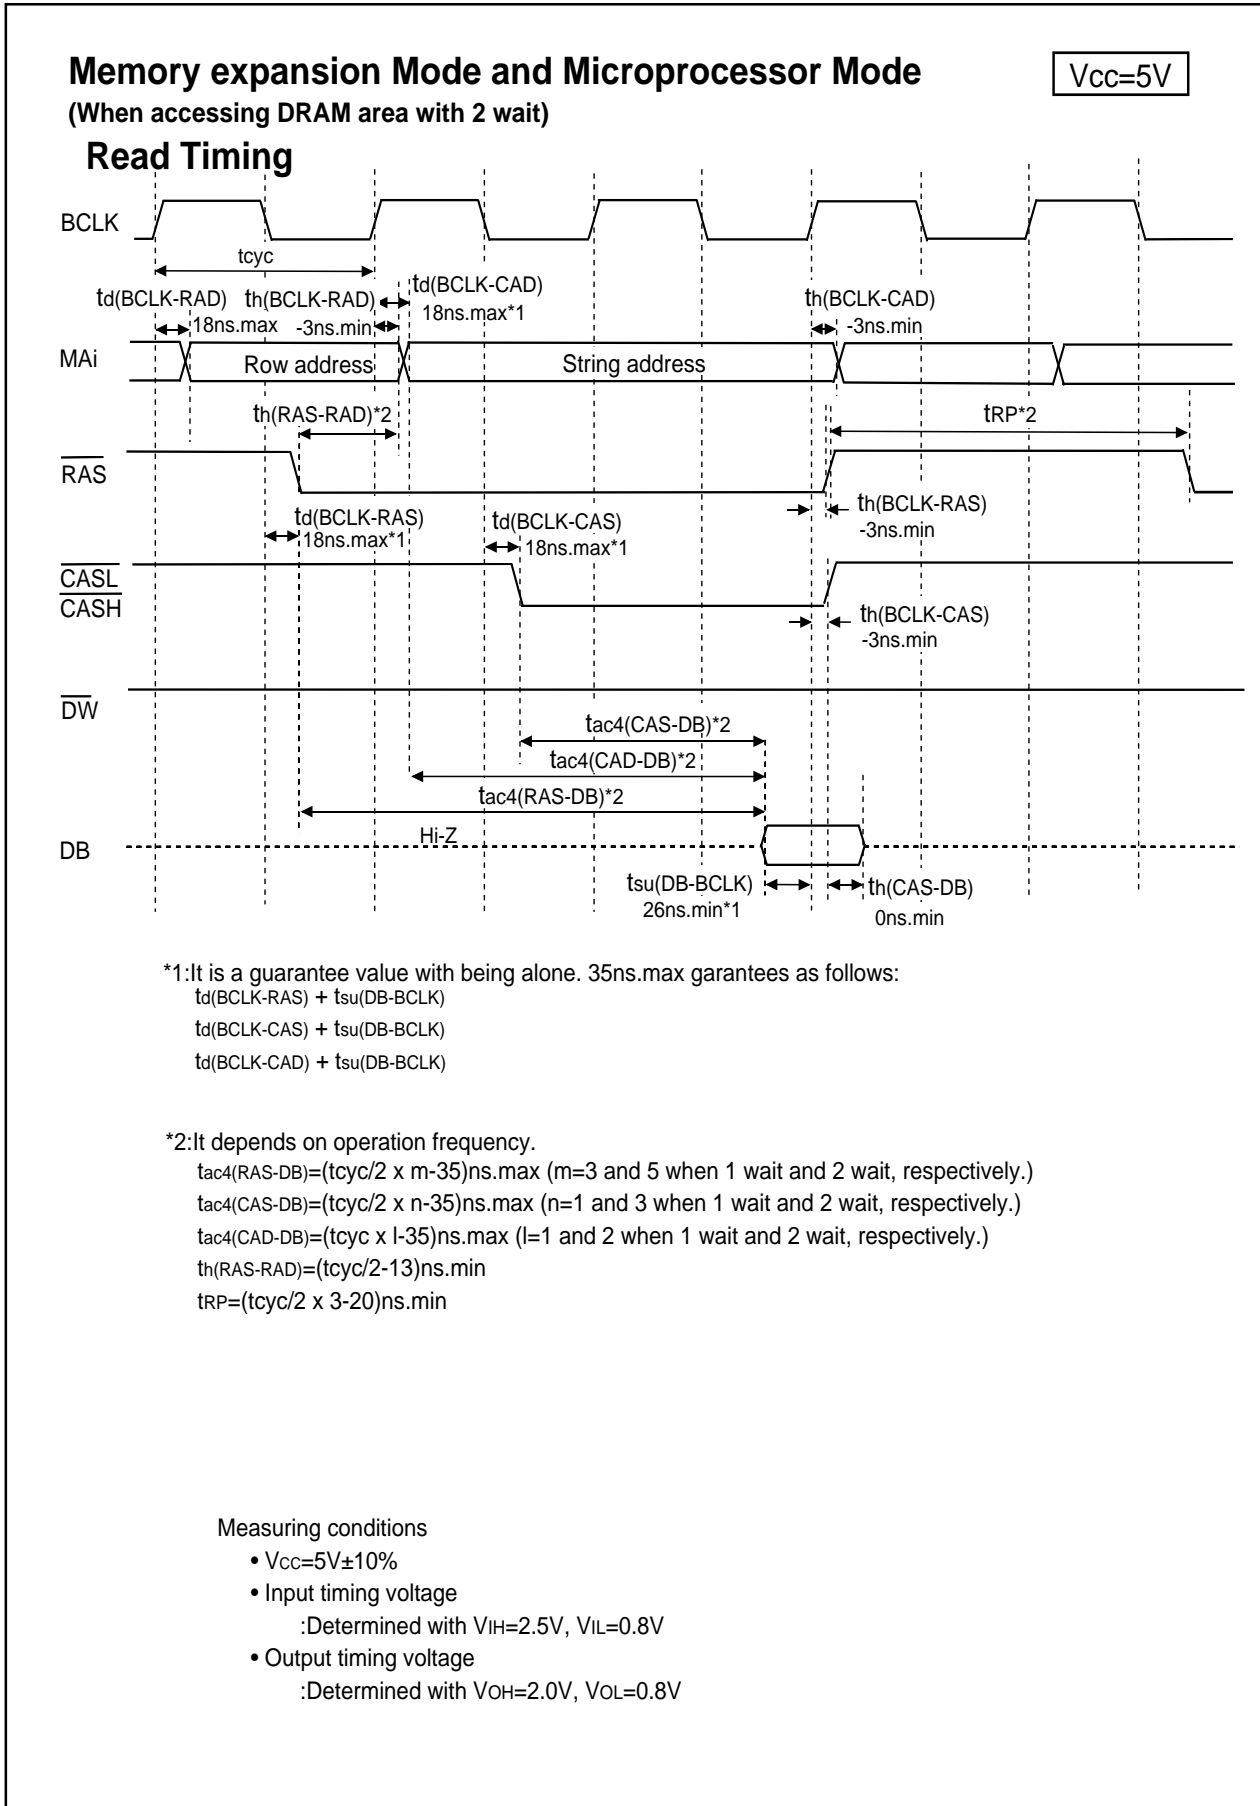 Memory expansion Mode and Microprocessor Mode
Vcc=5V
(When accessing DRAM area with 2 wait)
Read Timing
BCLK
tcyc
td(BCLK-RAD)
18ns.max
th(BCLK-RAD)
-3ns.min
td(BCLK-CAD)
18ns.max*1
th(BCLK-CAD)
-3ns.min
MAi
Row address
String address
th(RAS-RAD)*2
tRP*2
RAS
td(BCLK-RAS)
18ns.max*1
td(BCLK-CAS)
18ns.max*1
th(BCLK-RAS)
-3ns.min
CASL
CASH
th(BCLK-CAS)
-3ns.min
DW
tac4(CAS-DB)*2
tac4(CAD-DB)*2
tac4(RAS-DB)*2
DB
Hi-Z
tsu(DB-BCLK)
26ns.min*1
th(CAS-DB)
0ns.min
*1:It is a guarantee value with being alone. 35ns.max garantees as follows:
td(BCLK-RAS) + tsu(DB-BCLK)
td(BCLK-CAS) + tsu(DB-BCLK)
td(BCLK-CAD) + tsu(DB-BCLK)
*2:It depends on operation frequency.
tac4(RAS-DB)=(tcyc/2 x m-35)ns.max (m=3 and 5 when 1 wait and 2 wait, respectively.)
tac4(CAS-DB)=(tcyc/2 x n-35)ns.max (n=1 and 3 when 1 wait and 2 wait, respectively.)
tac4(CAD-DB)=(tcyc x l-35)ns.max (l=1 and 2 when 1 wait and 2 wait, respectively.)
th(RAS-RAD)=(tcyc/2-13)ns.min
tRP=(tcyc/2 x 3-20)ns.min
Measuring conditions
• VCC=5V±10%
• Input timing voltage
:Determined with VIH=2.5V, VIL=0.8V
• Output timing voltage
:Determined with VOH=2.0V, VOL=0.8V